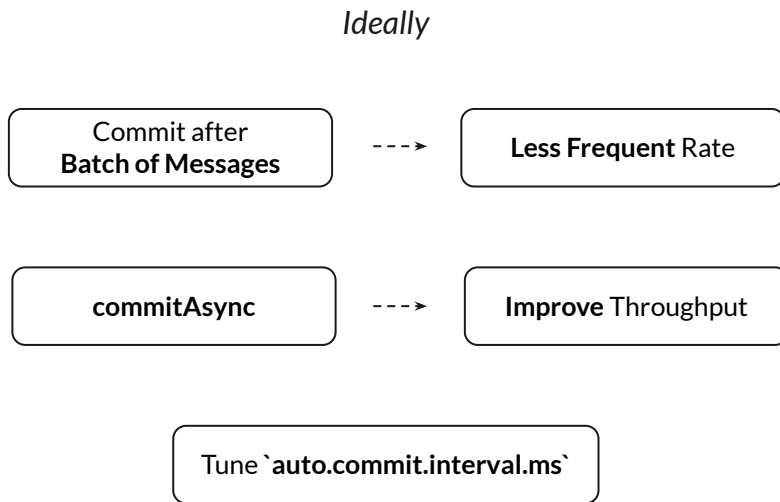 Ideally
Commit after
Batch of Messages
Less Frequent Rate
commitAsync
Improve Throughput
Tune `auto.commit.interval.ms`